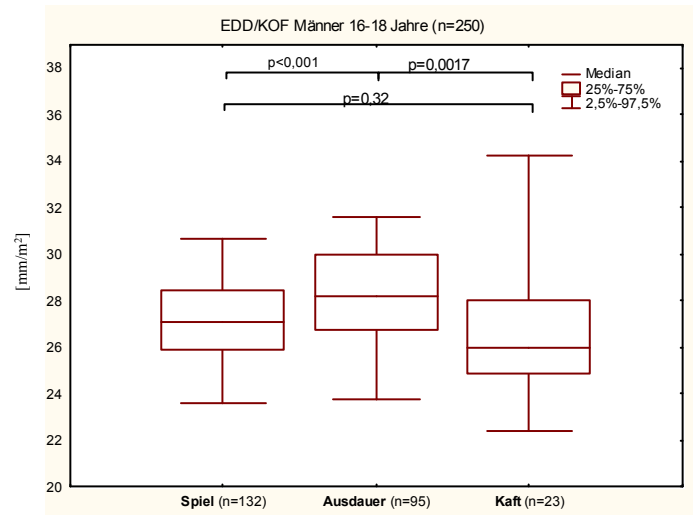 EDD/KOF Männer 16-18 Jahre (n=250)
p<0,001
p=0,0017
p=0,32
Median
25%-75%
2,5%-97,5%
[mm/m²]
38
36
34
32
30
28
26
24
22
20
Spiel (n=132) Ausdauer (n=95) Kaft (n=23)